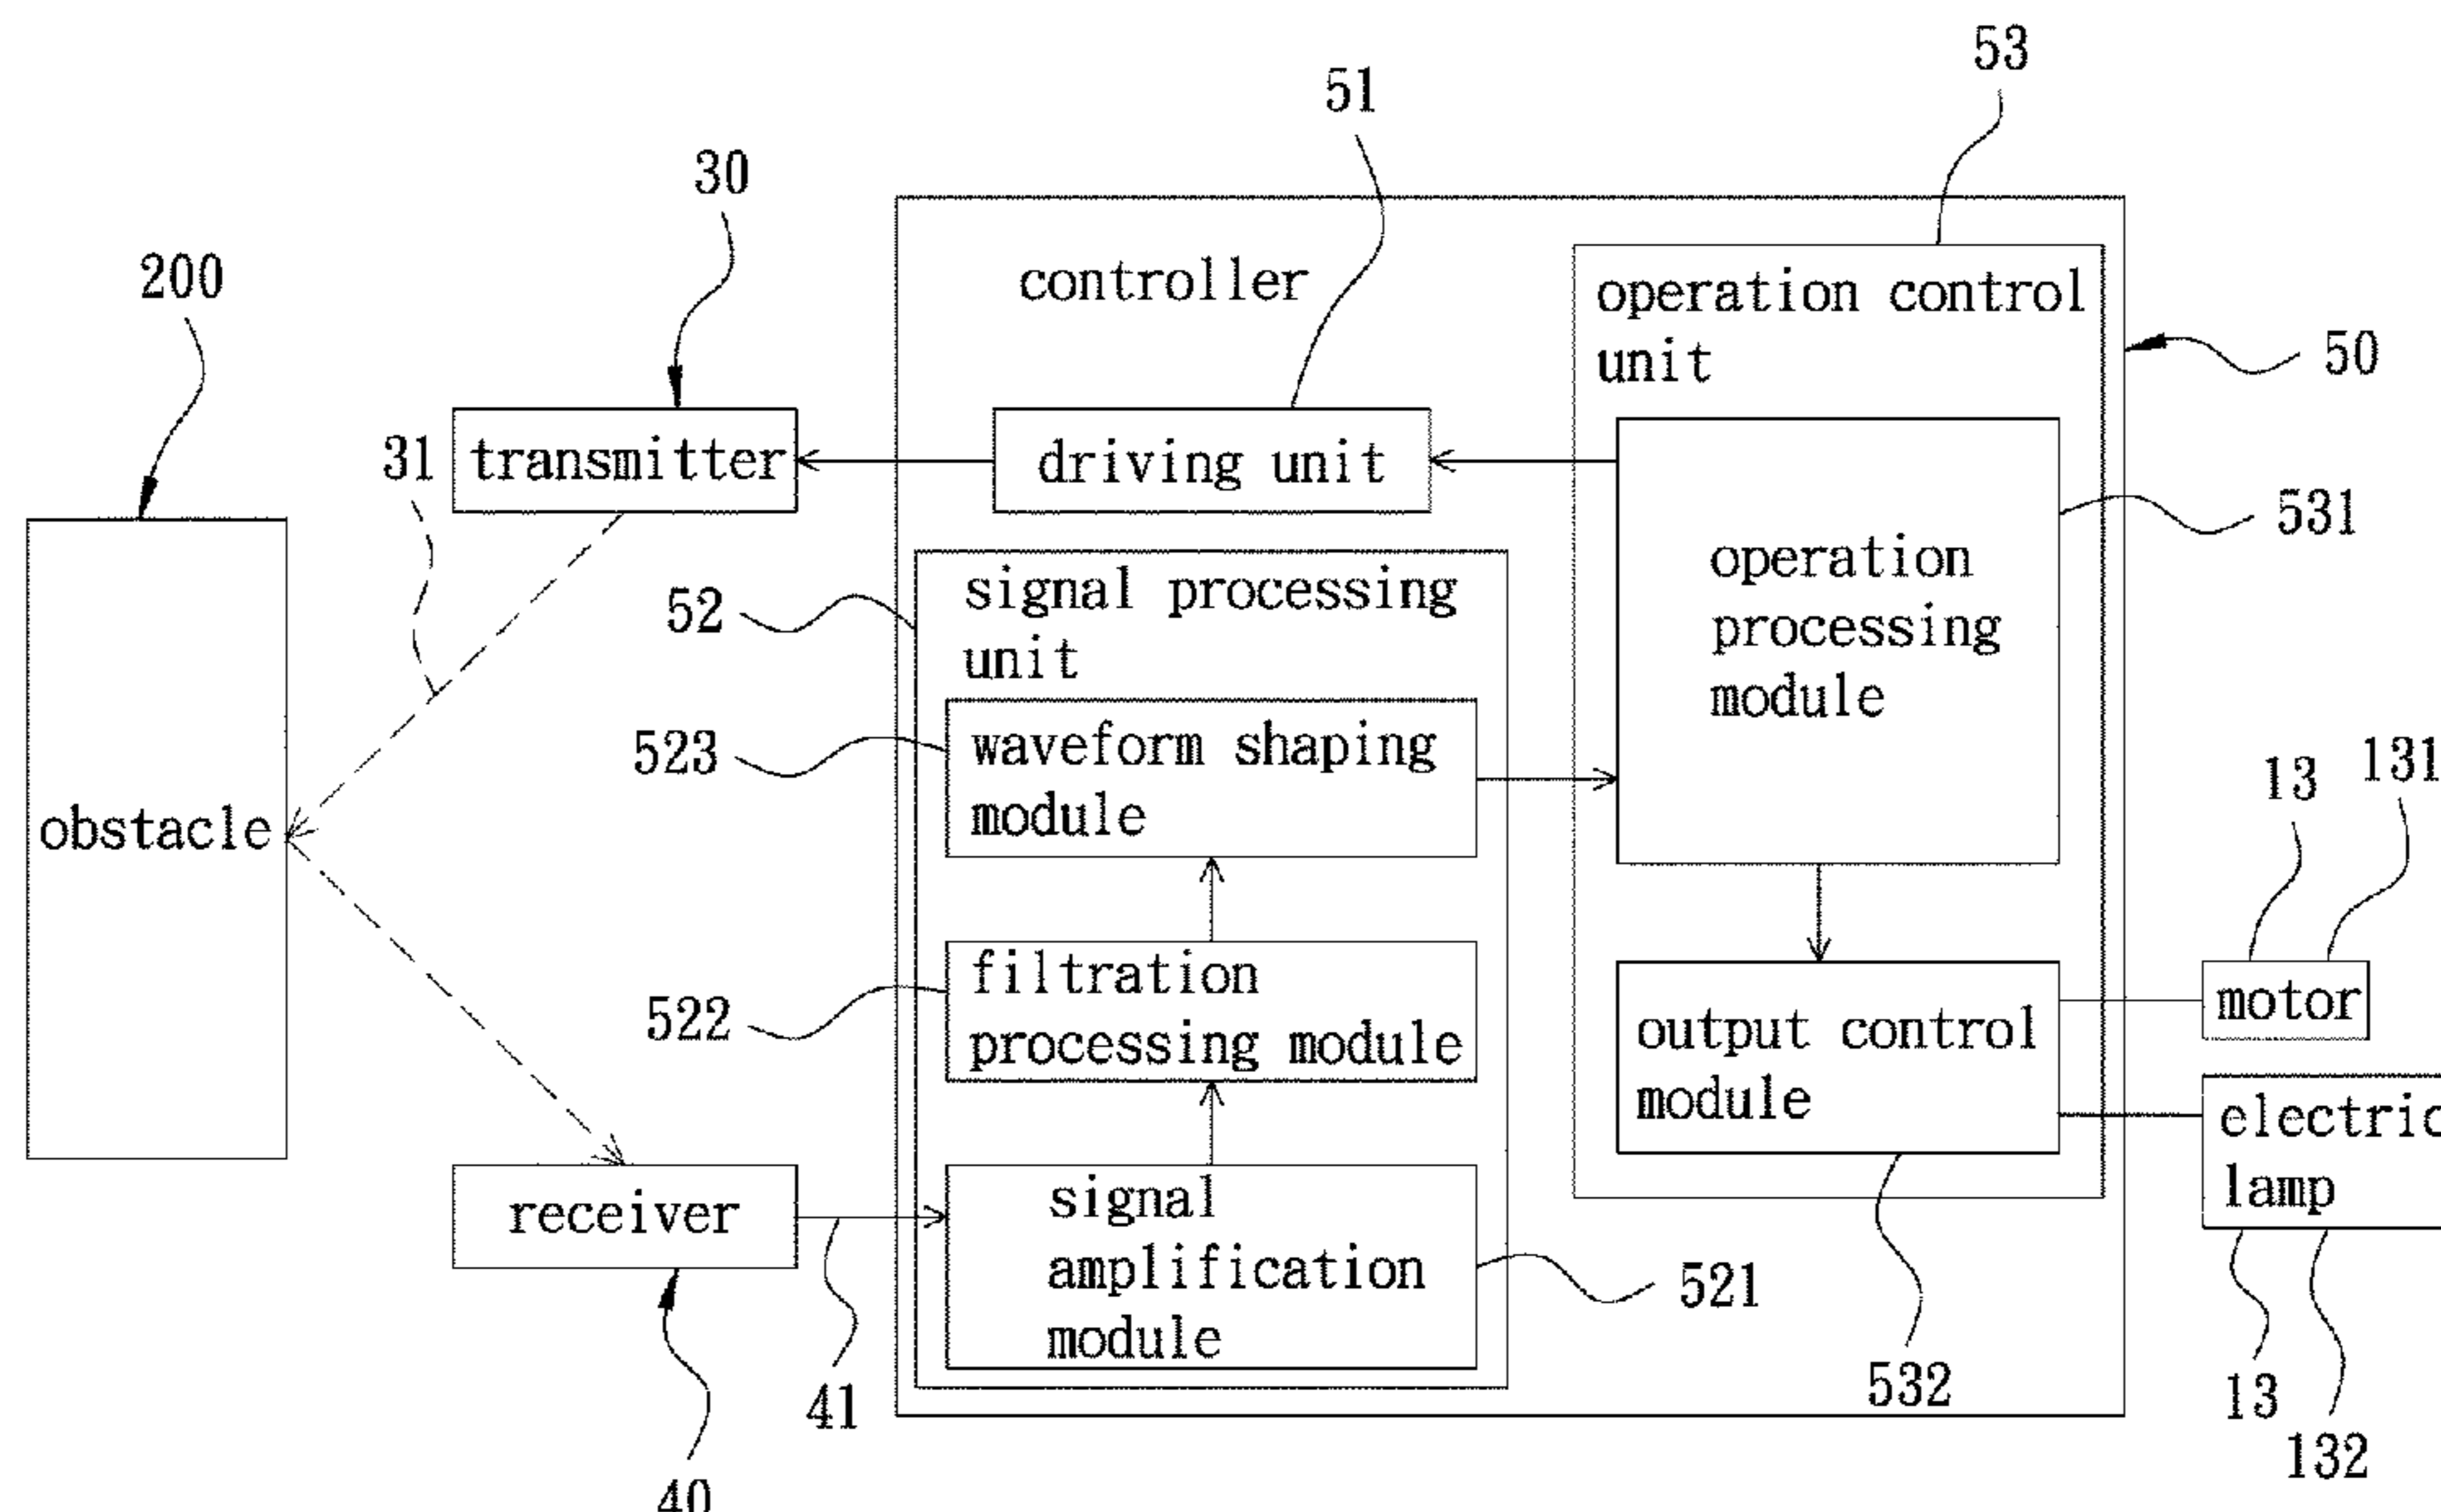 53
51
30
200
controller
operation control
unit
50
31
transmitter
driving unit
531
operation
processing
module
52
signal processing
unit
523
waveform shaping
module
13
131
obstacle
522
filtration
processing module
motor
output control
module
electric
lamp
receiver
signal
amplification
module
521
41
532
13
132
40